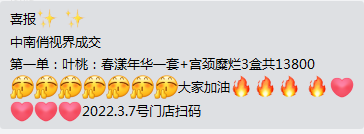 喜报✨ ✨
中南俏视界成交
第一单：叶桃：春漾年华一套+宫颈糜烂3盒共13800
🤭🤭🤭🤭🤭🤭🤭大家加油🔥🔥🔥🔥❤
❤❤❤2022.3.7号门店扫码